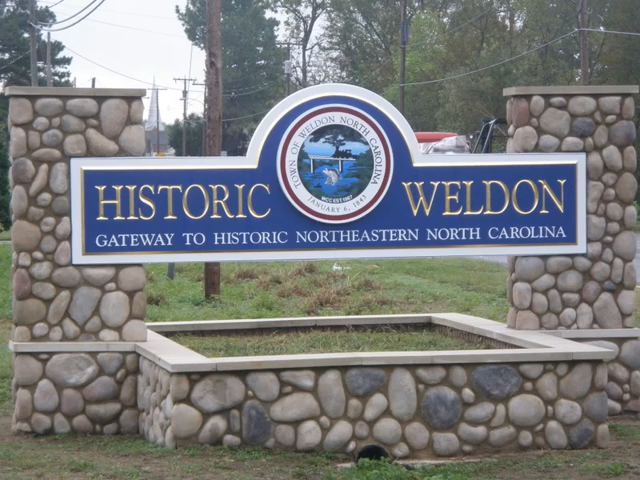 HISTORIC WELDON
GATEWAY TO HISTORIC NORTHEASTERN NORTH CAROLINA
TOWN OF WELDON NORTH CAROLINA
JANUARY 6, 1843